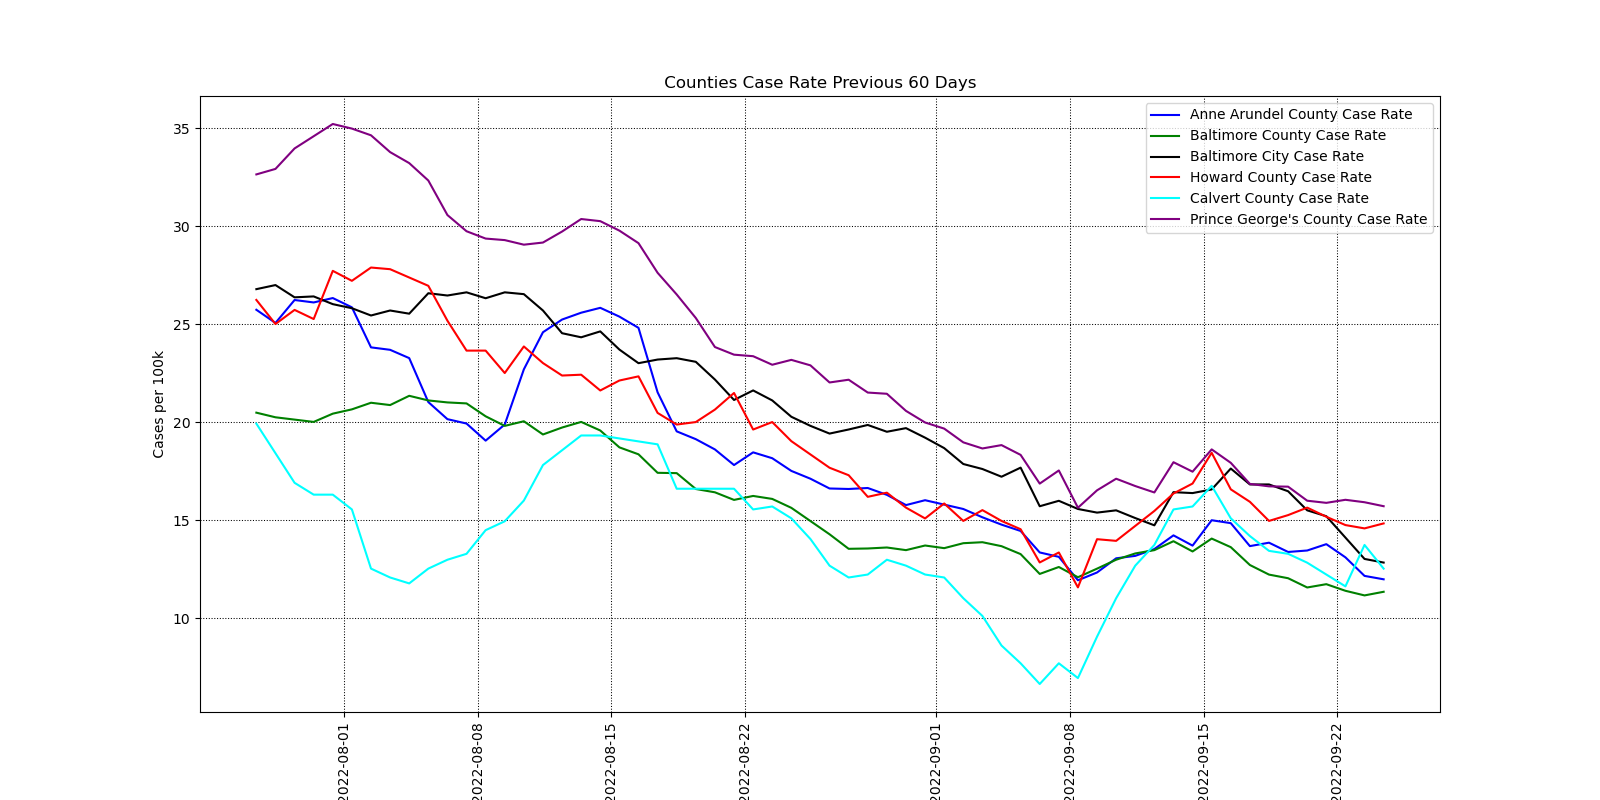 Counties Case Rate Previous 60 Days
Anne Arundel County Case Rate
Baltimore County Case Rate
Baltimore City Case Rate
Howard County Case Rate
Calvert County Case Rate
Prince George's County Case Rate
Cases per 100k
35
30
25
20
15
10
2022-08-01
2022-08-08
2022-08-15
2022-08-22
2022-09-01
2022-09-08
2022-09-15
2022-09-22